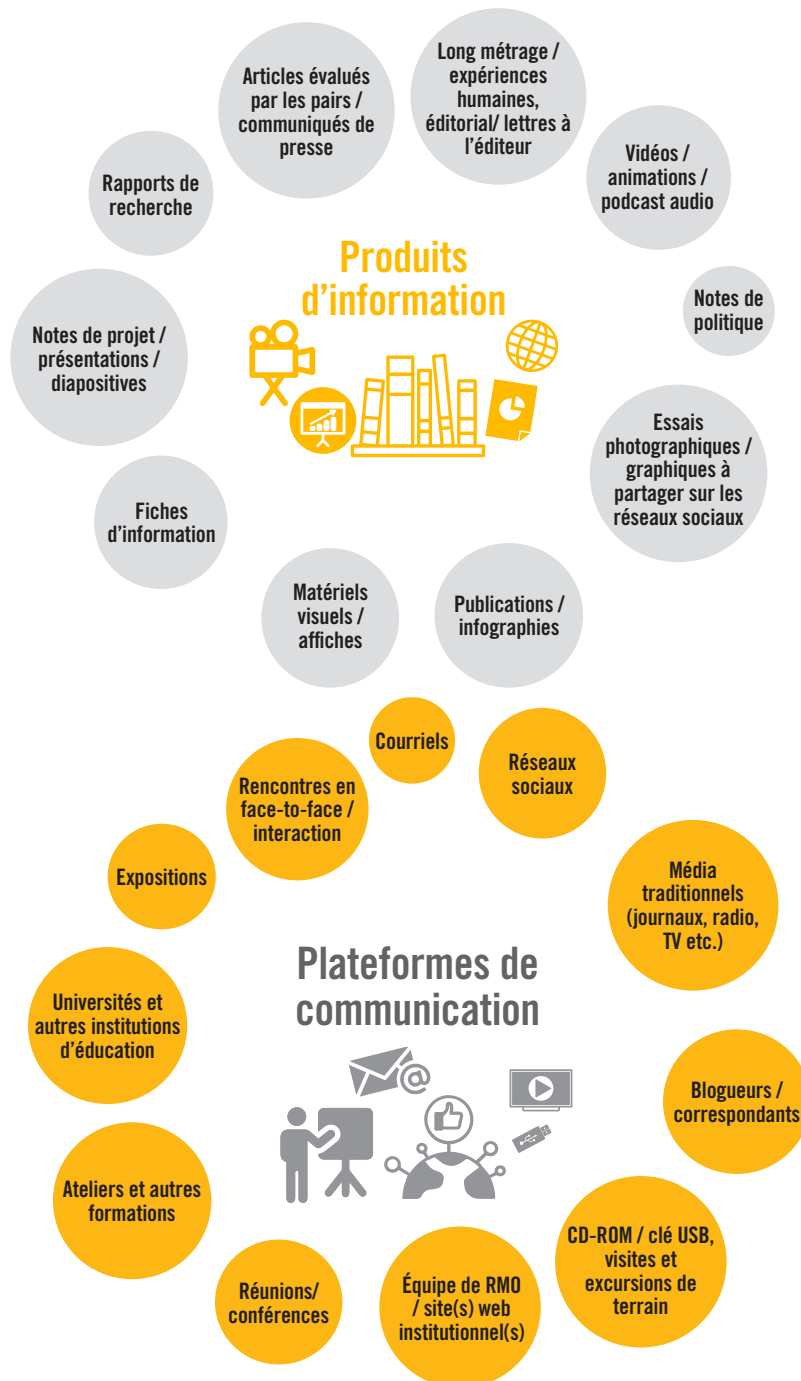 Articles évalués
par les pairs /
communiqués de
presse
Long métrage /
expériences
humaines,
éditorial/ lettres à
l'éditeur
Vidéos /
animations /
podcast audio
Rapports de
recherche
Produits
d'information
Notes de
politique
Notes de projet /
présentations /
diapositives
Essais
photographiques /
graphiques à
partager sur les
réseaux sociaux
Fiches
d'information
Matériels
visuels /
affiches
Publications /
infographies
Courriels
Réseaux
sociaux
Rencontres en
face-to-face /
interaction
Expositions
Média
traditionnels
(journaux, radio,
TV etc.)
Plateformes de
communication
Universités et
autres institutions
d'éducation
@
Blogueurs /
correspondants
Ateliers et autres
formations
CD-ROM / clé USB,
visites et
excursions de
terrain
Réunions/
conférences
Équipe de RMO
/ site(s) web
institutionnel(s)